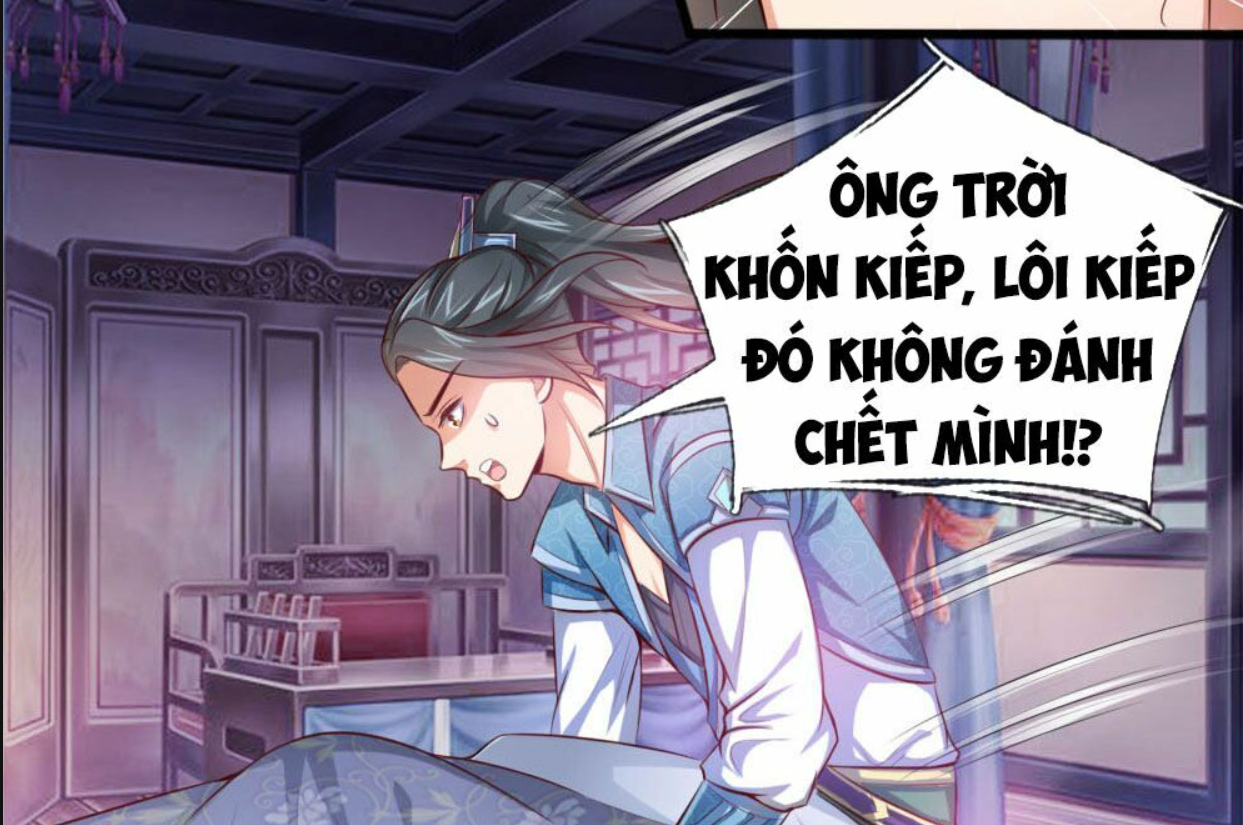 ÔNG TRỜI
KHỐN KIẾP, LÔI KIẾP
ĐÓ KHÔNG ĐÁNH
CHẾT MÌNH!?